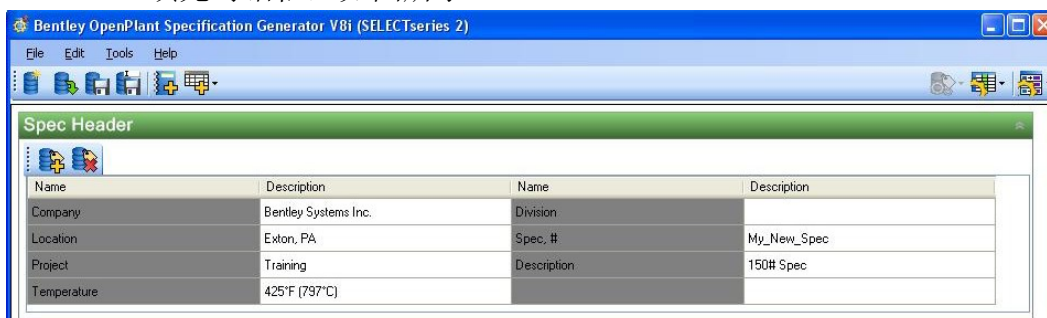 Bentley OpenPlant Specification Generator V8i (SELECTseries 2)
File Edit Tools Help
Spec Header
Name Description Name Description
Company Bentley Systems Inc. Division
Location Exton, PA Spec, # My_New_Spec
Project Training Description 150# Spec
Temperature 425°F (797°C)